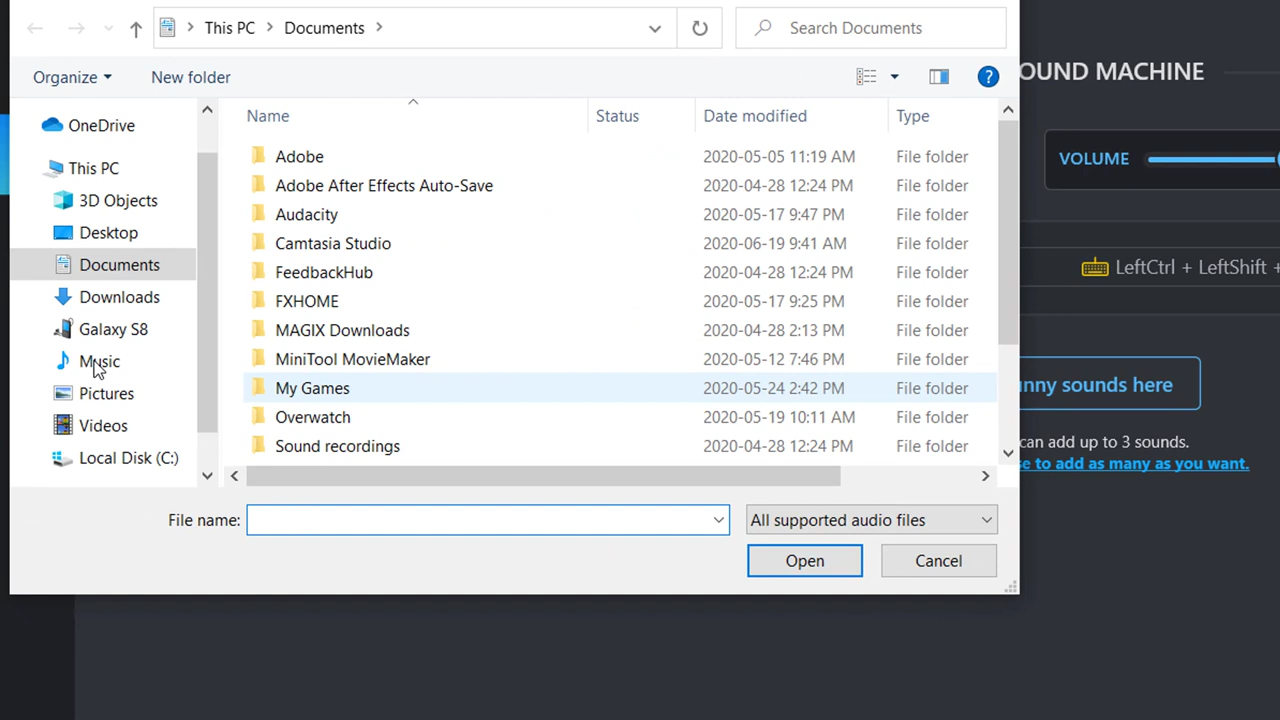 This PC > Documents >
Search Documents
Organize
New folder
?
OUND MACHINE
Name
Status
Date modified
Type
OneDrive
This PC
3D Objects
Desktop
Documents
Downloads
Galaxy S8
Music
Pictures
Videos
Local Disk (C:)
Adobe 2020-05-05 11:19 AM File folder
Adobe After Effects Auto-Save 2020-04-28 12:24 PM File folder
Audacity 2020-05-17 9:47 PM File folder
Camtasia Studio 2020-06-19 9:41 AM File folder
FeedbackHub 2020-04-28 12:24 PM File folder
FXHOME 2020-05-17 9:25 PM File folder
MAGIX Downloads 2020-04-28 2:13 PM File folder
MiniTool MovieMaker 2020-05-12 7:46 PM File folder
My Games 2020-05-24 2:42 PM File folder
Overwatch 2020-05-19 10:11 AM File folder
Sound recordings 2020-04-28 12:24 PM File folder
File name:
All supported audio files
Open
Cancel
VOLUME
LeftCtrl + LeftShift +
nny sounds here
can add up to 3 sounds.
e to add as many as you want.